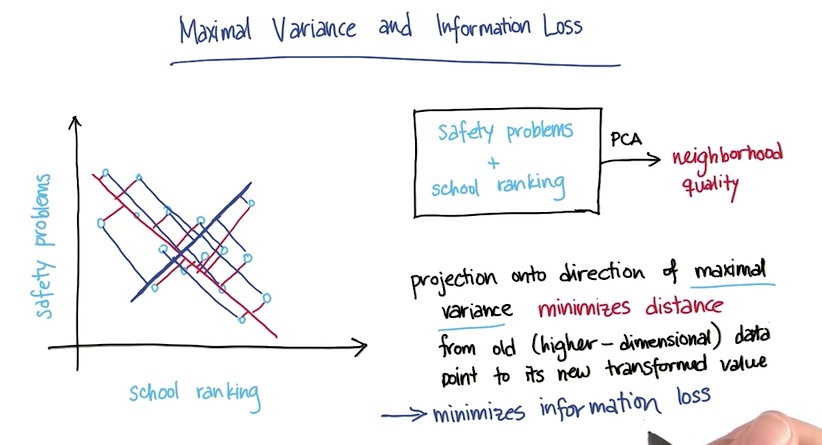 Maximal Variance and Information Loss
safety problems
school ranking
safety problems
+
school ranking
PCA
neighborhood
quality
projection onto direction of maximal
variance minimizes distance
from old (higher-dimensional) data
point to its new transformed value
→ minimizes information loss